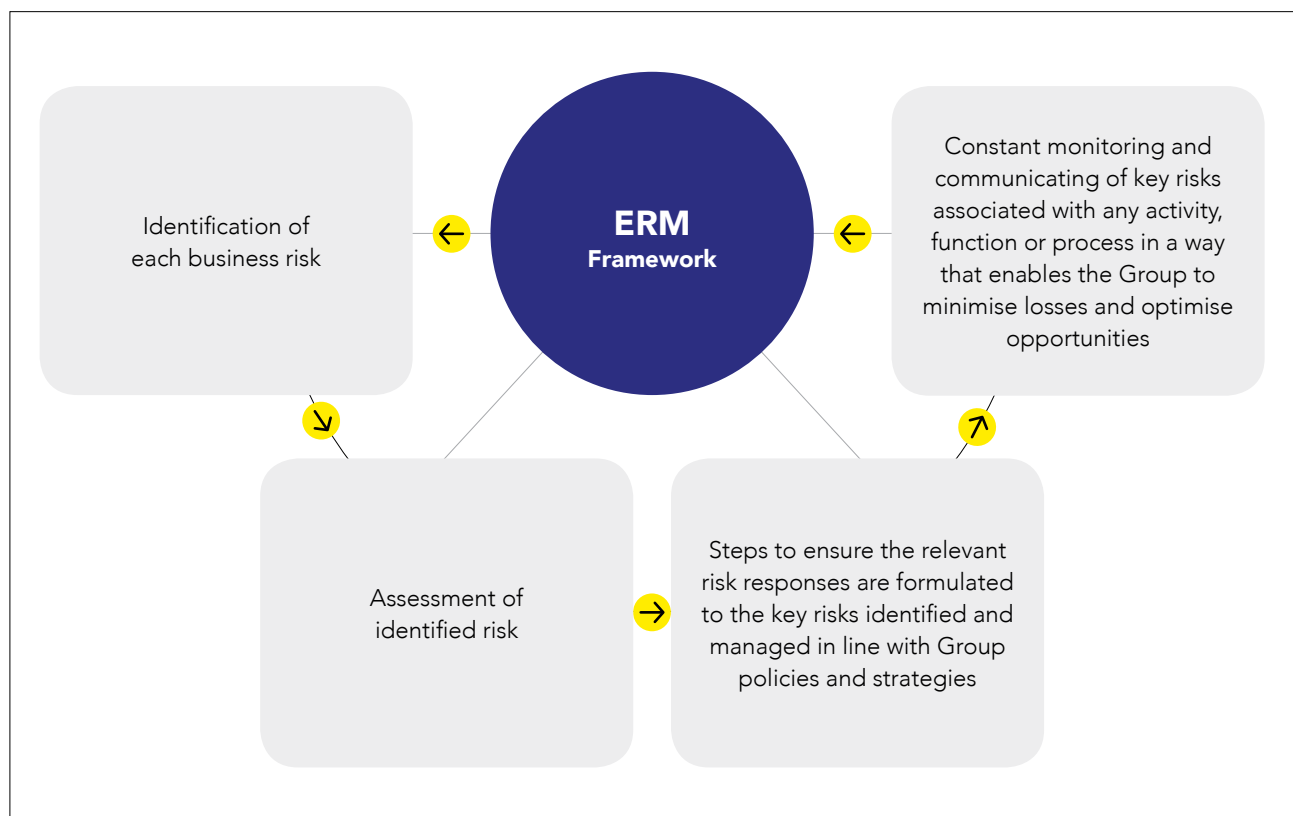 ERM
Framework
Identification of
each business risk
Assessment of
identified risk
Steps to ensure the relevant
risk responses are formulated
to the key risks identified and
managed in line with Group
policies and strategies
Constant monitoring and
communicating of key risks
associated with any activity,
function or process in a way
that enables the Group to
minimise losses and optimise
opportunities